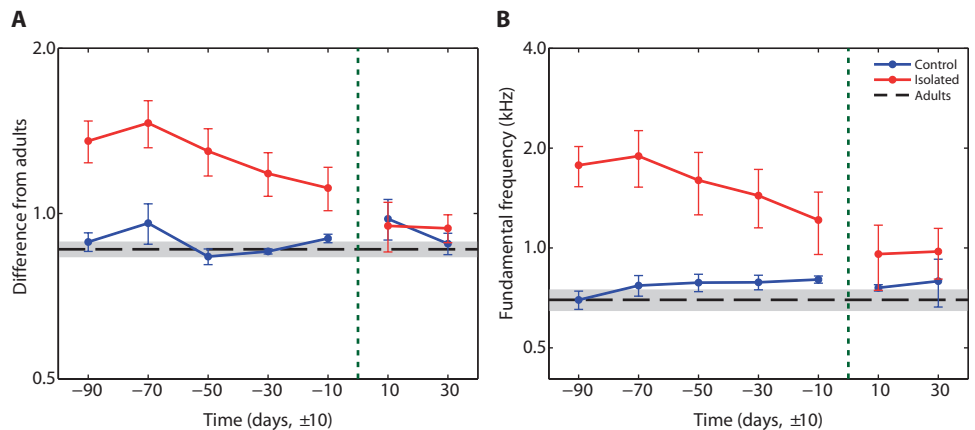 A
2.0
1.0
0.5
Difference from adults
−90 −70 −50 −30 −10 10 30
Time (days, ±10)
B
4.0
2.0
1.0
0.5
Fundamental frequency (kHz)
Control
Isolated
Adults
−90 −70 −50 −30 −10 10 30
Time (days, ±10)